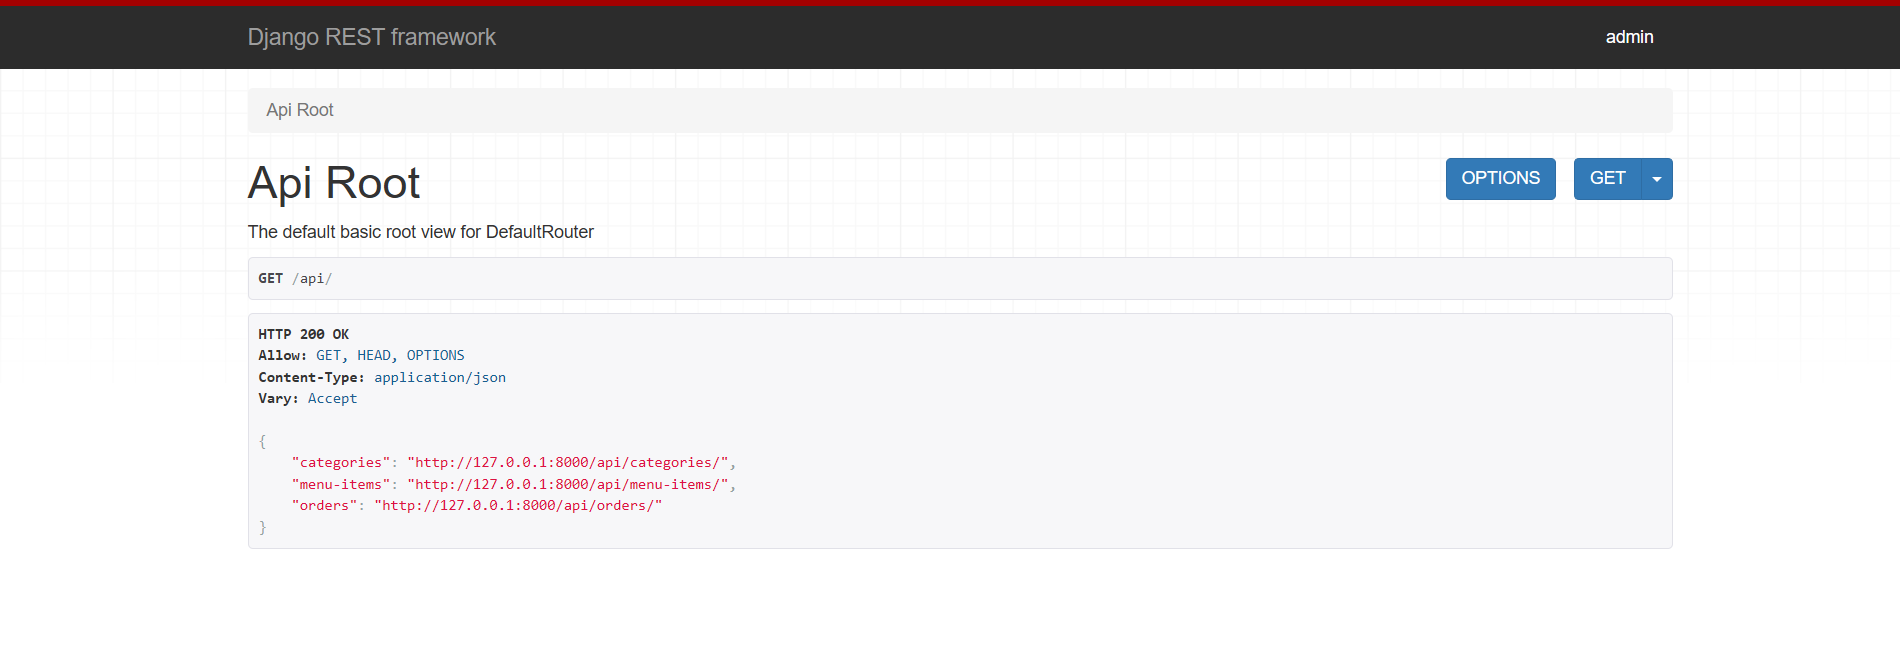 Django REST framework
admin
Api Root
Api Root
OPTIONS
GET
The default basic root view for DefaultRouter
GET /api/
HTTP 200 OK
Allow: GET, HEAD, OPTIONS
Content-Type: application/json
Vary: Accept
{
    "categories": "http://127.0.0.1:8000/api/categories/",
    "menu-items": "http://127.0.0.1:8000/api/menu-items/",
    "orders": "http://127.0.0.1:8000/api/orders/"
}